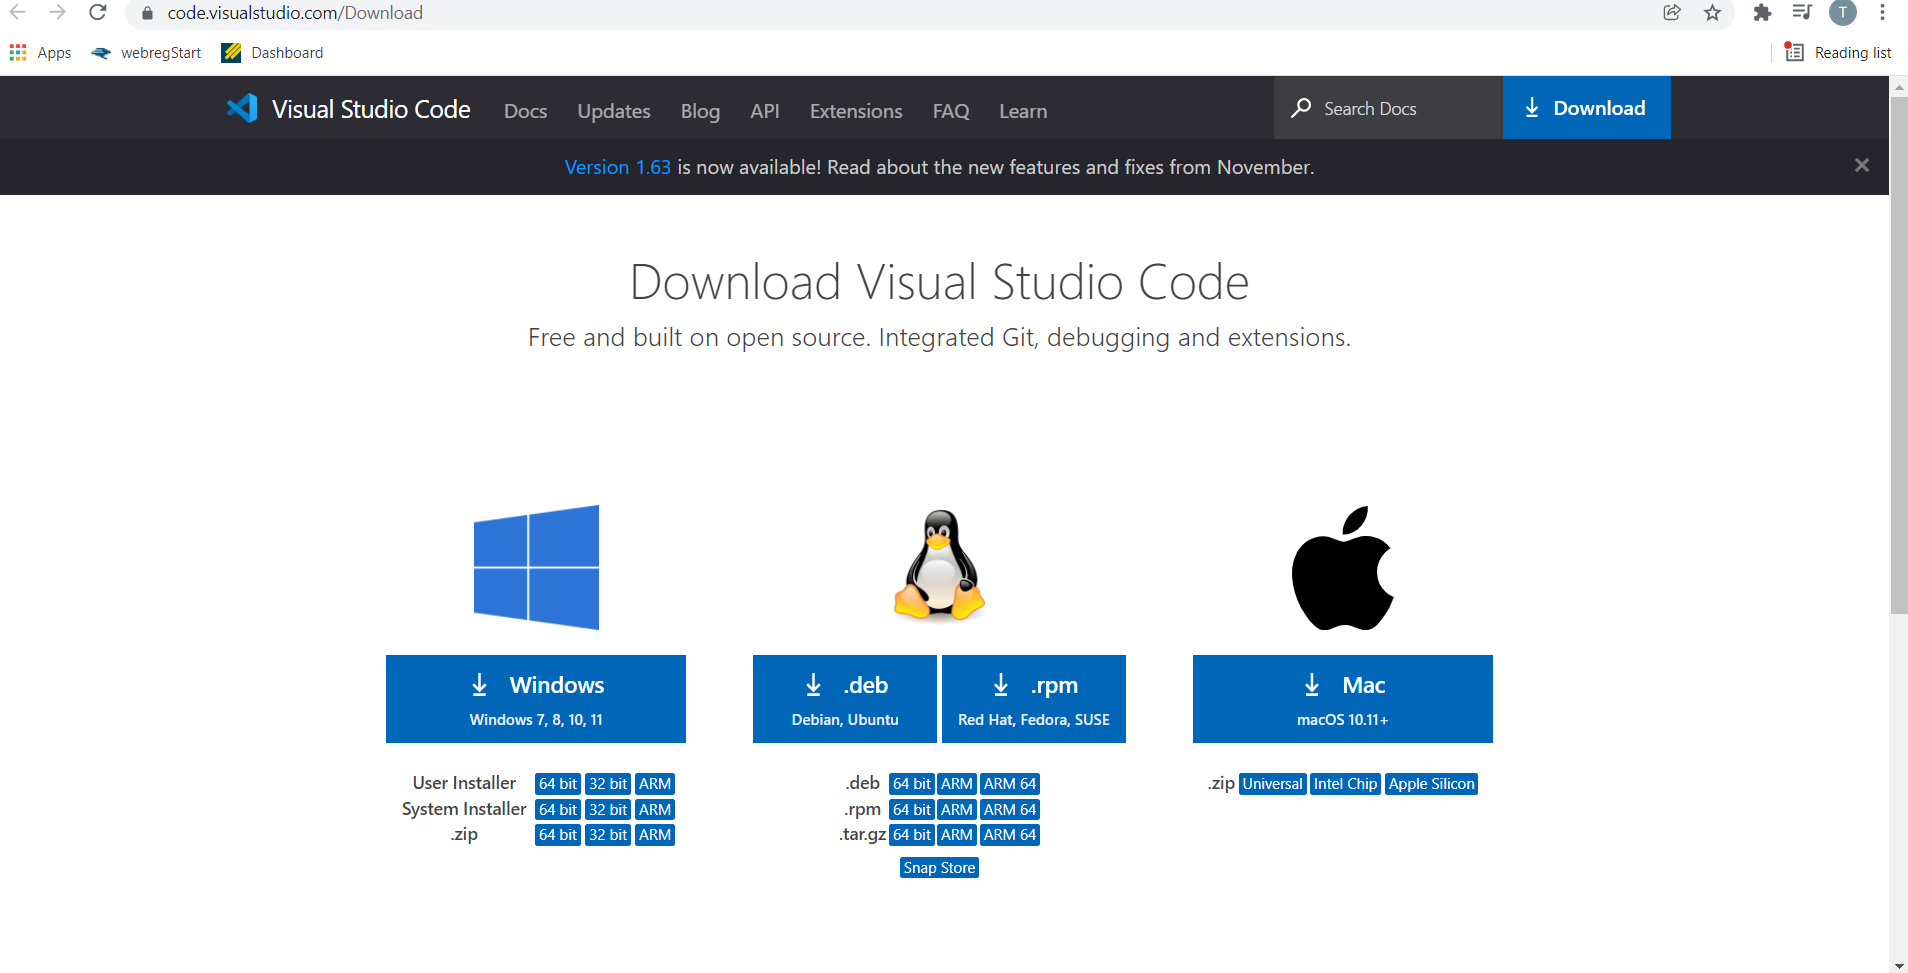 code.visualstudio.com/Download
T
Apps webregStart Dashboard Reading list
Visual Studio Code Docs Updates Blog API Extensions FAQ Learn Search Docs Download
Version 1.63 is now available! Read about the new features and fixes from November.
Download Visual Studio Code
Free and built on open source. Integrated Git, debugging and extensions.
Windows
Windows 7, 8, 10, 11
.deb
Debian, Ubuntu
.rpm
Red Hat, Fedora, SUSE
Mac
macOS 10.11+
User Installer 64 bit 32 bit ARM
System Installer 64 bit 32 bit ARM
.zip 64 bit 32 bit ARM
.deb 64 bit ARM ARM 64
.rpm 64 bit ARM ARM 64
.tar.gz 64 bit ARM ARM 64
Snap Store
.zip Universal Intel Chip Apple Silicon